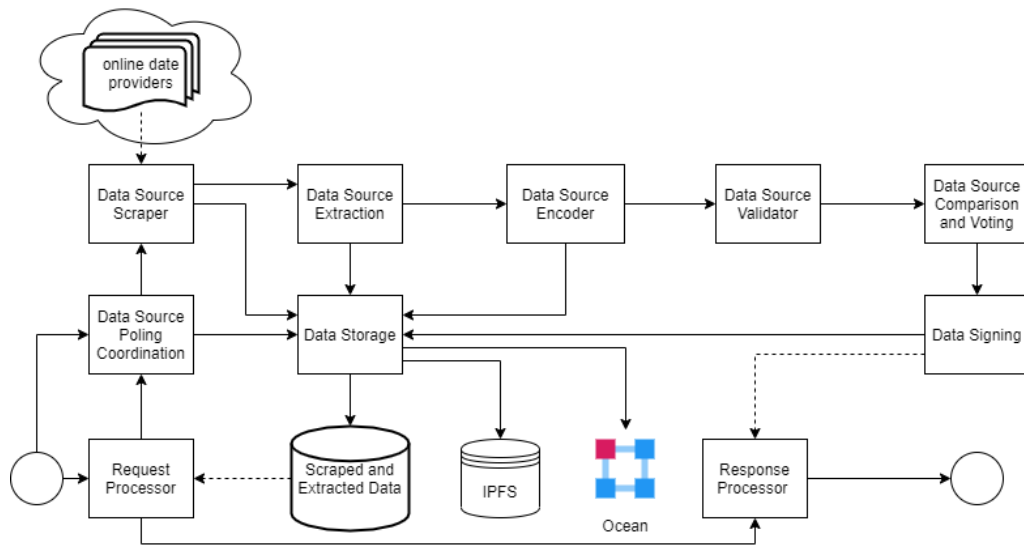 online date
providers
Data Source
Scraper
Data Source
Extraction
Data Source
Encoder
Data Source
Validator
Data Source
Comparison
and Voting
Data Source
Poling
Coordination
Data Storage
Data Signing
Request
Processor
Scraped and
Extracted Data
IPFS
Ocean
Response
Processor